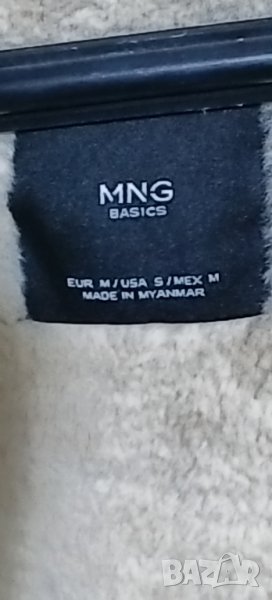 MNG
BASICS
EUR M / USA S / MEX M
MADE IN MYANMAR
BAZAR